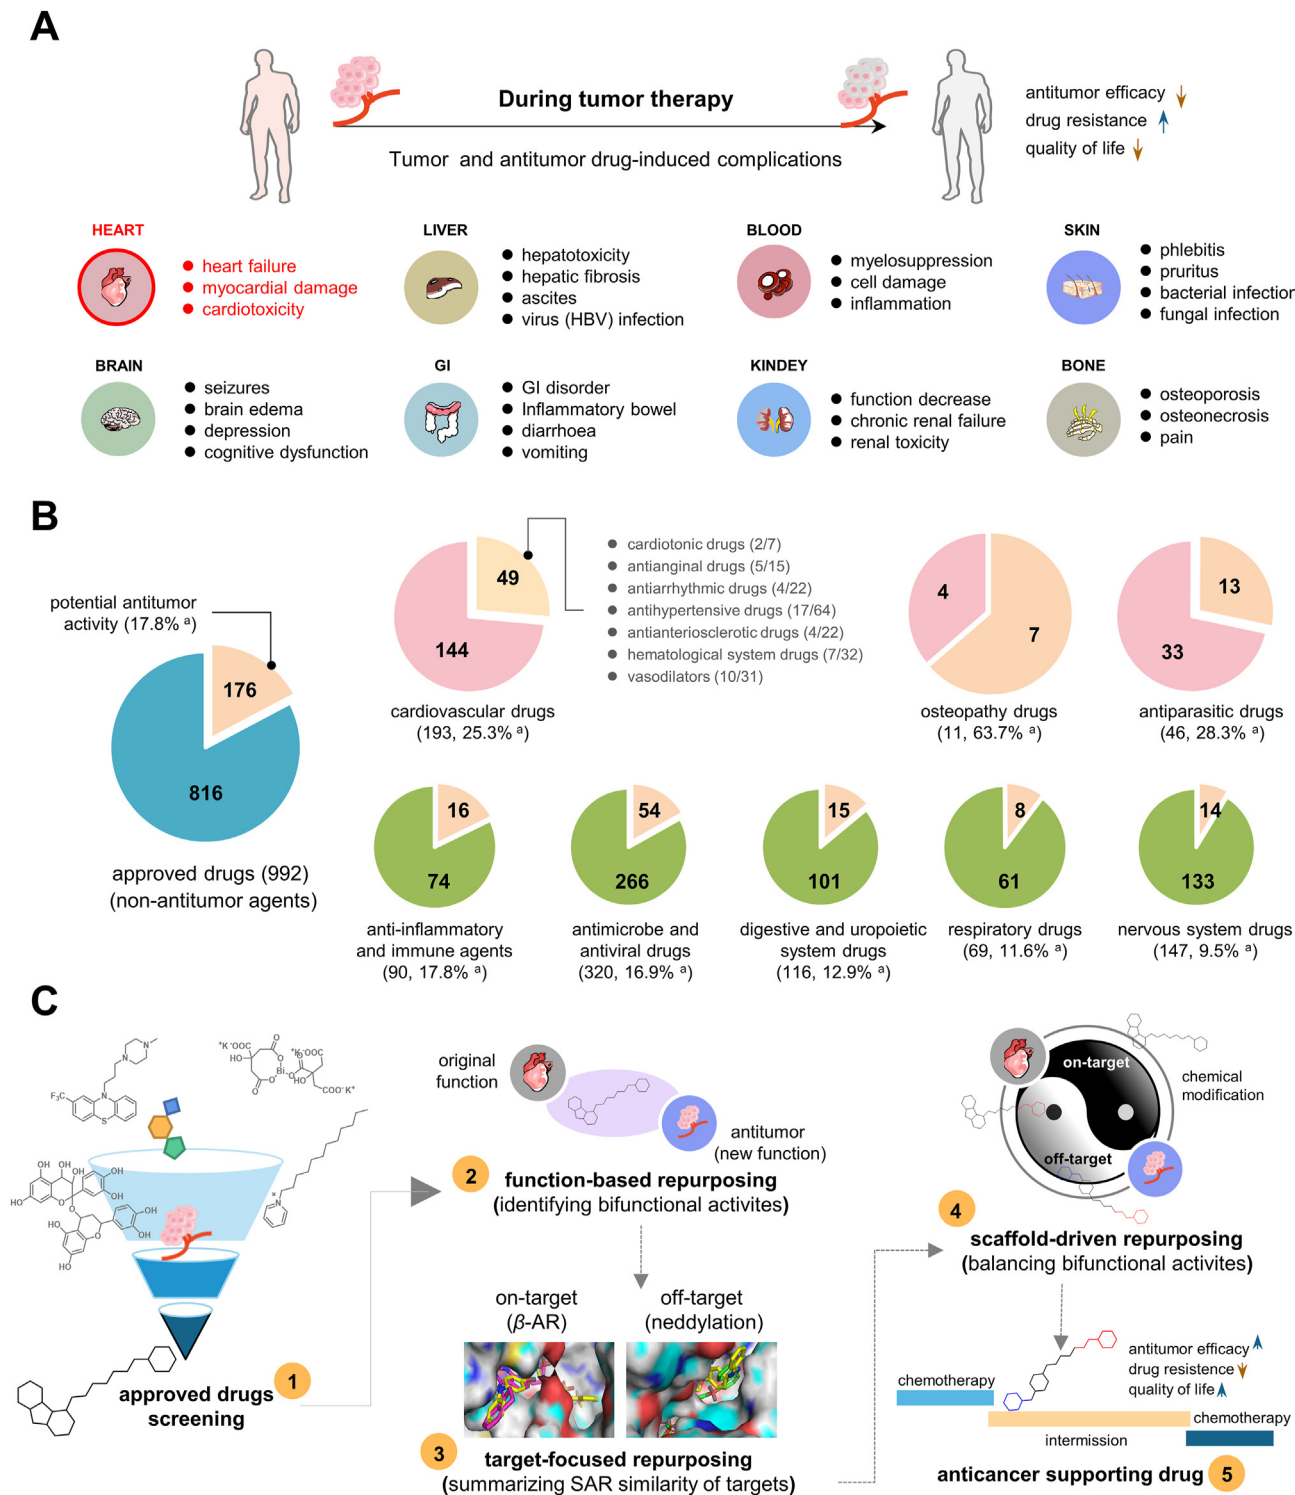 A
During tumor therapy
Tumor and antitumor drug-induced complications
antitumor efficacy
drug resistance
quality of life
HEART
heart failure
myocardial damage
cardiotoxicity
LIVER
hepatotoxicity
hepatic fibrosis
ascites
virus (HBV) infection
BLOOD
myelosuppression
cell damage
inflammation
SKIN
phlebitis
pruritus
bacterial infection
fungal infection
BRAIN
seizures
brain edema
depression
cognitive dysfunction
GI
GI disorder
Inflammatory bowel
diarrhoea
vomiting
KINDEY
function decrease
chronic renal failure
renal toxicity
BONE
osteoporosis
osteonecrosis
pain
B
potential antitumor
activity (17.8% a)
176
816
approved drugs (992)
(non-antitumor agents)
49
144
cardiovascular drugs
(193, 25.3% a)
cardiotonic drugs (2/7)
antianginal drugs (5/15)
antiarrhythmic drugs (4/22)
antihypertensive drugs (17/64)
antianteriosclerotic drugs (4/22)
hematological system drugs (7/32)
vasodilators (10/31)
4
7
osteopathy drugs
(11, 63.7% a)
13
33
antiparasitic drugs
(46, 28.3% a)
16
74
anti-inflammatory
and immune agents
(90, 17.8% a)
54
266
antimicrobe and
antiviral drugs
(320, 16.9% a)
15
101
digestive and uropoietic
system drugs
(116, 12.9% a)
8
61
respiratory drugs
(69, 11.6% a)
14
133
nervous system drugs
(147, 9.5% a)
C
approved drugs
screening
1
original
function
antitumor
(new function)
2
function-based repurposing
(identifying bifunctional activites)
on-target
(β-AR)
off-target
(neddylation)
3
target-focused repurposing
(summarizing SAR similarity of targets)
on-target
off-target
chemical
modification
4
scaffold-driven repurposing
(balancing bifunctional activites)
antitumor efficacy
drug resistence
quality of life
chemotherapy
intermission
chemotherapy
anticancer supporting drug
5